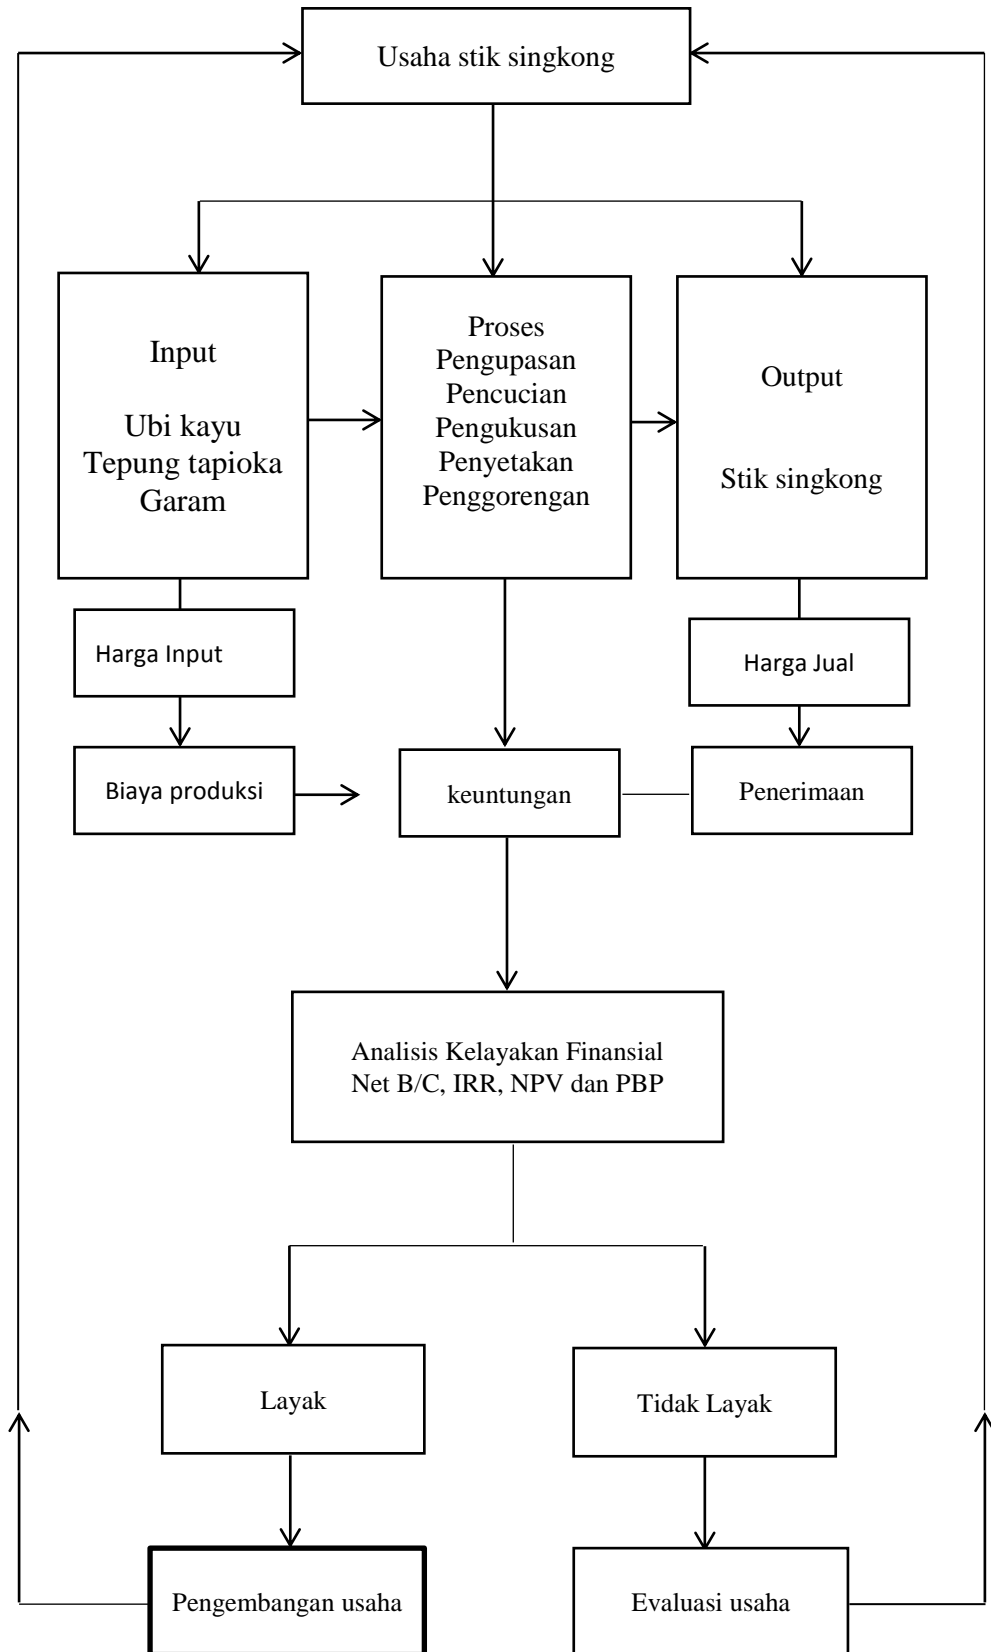 Usaha stik singkong
Input
Ubi kayu
Tepung tapioka
Garam
Proses
Pengupasan
Pencucian
Pengukusan
Penyetakan
Penggorengan
Output
Stik singkong
Harga Input
Harga Jual
Biaya produksi
keuntungan
Penerimaan
Analisis Kelayakan Finansial
Net B/C, IRR, NPV dan PBP
Layak
Tidak Layak
Pengembangan usaha
Evaluasi usaha